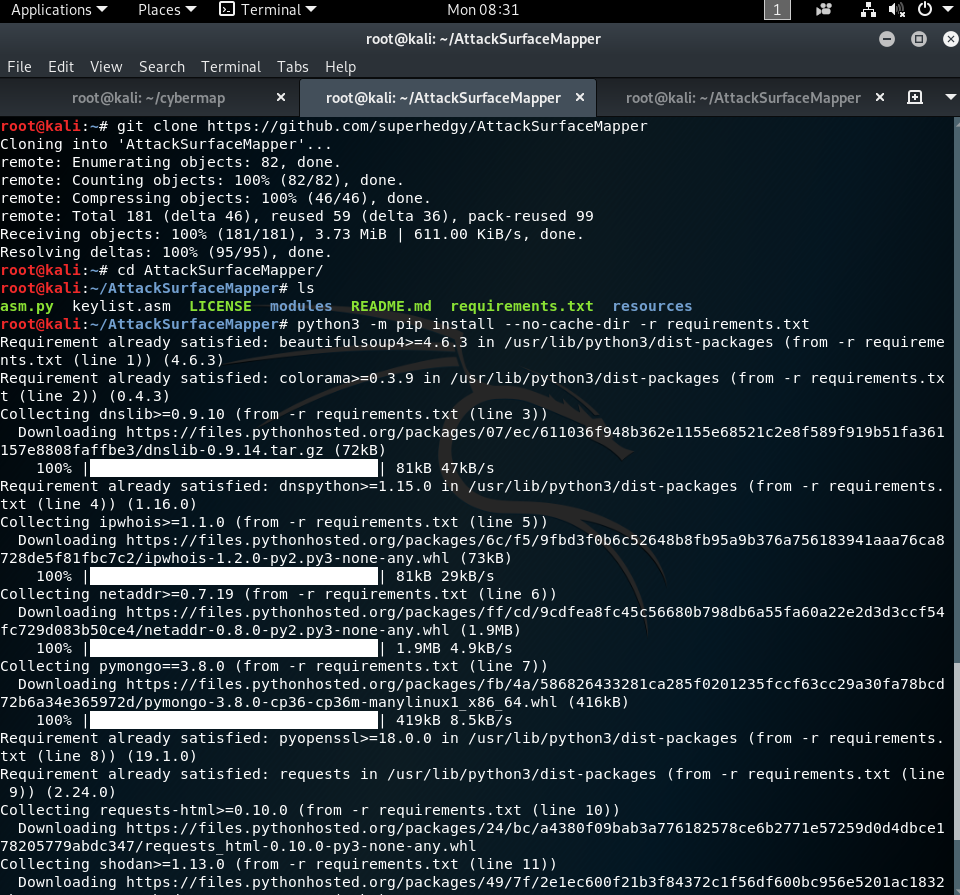 Applications Places Terminal Mon 08:31 1
root@kali: ~/AttackSurfaceMapper
File Edit View Search Terminal Tabs Help
root@kali: ~/cybermap × root@kali: ~/AttackSurfaceMapper × root@kali: ~/AttackSurfaceMapper ×
root@kali:~# git clone https://github.com/superhedgy/AttackSurfaceMapper
Cloning into 'AttackSurfaceMapper'...
remote: Enumerating objects: 82, done.
remote: Counting objects: 100% (82/82), done.
remote: Compressing objects: 100% (46/46), done.
remote: Total 181 (delta 46), reused 59 (delta 36), pack-reused 99
Receiving objects: 100% (181/181), 3.73 MiB | 611.00 KiB/s, done.
Resolving deltas: 100% (95/95), done.
root@kali:~# cd AttackSurfaceMapper/
root@kali:~/AttackSurfaceMapper# ls
asm.py keylist.asm LICENSE modules README.md requirements.txt resources
root@kali:~/AttackSurfaceMapper# python3 -m pip install --no-cache-dir -r requirements.txt
Requirement already satisfied: beautifulsoup4>=4.6.3 in /usr/lib/python3/dist-packages (from -r requireme
nts.txt (line 1)) (4.6.3)
Requirement already satisfied: colorama>=0.3.9 in /usr/lib/python3/dist-packages (from -r requirements.tx
t (line 2)) (0.4.3)
Collecting dnslib>=0.9.10 (from -r requirements.txt (line 3))
Downloading https://files.pythonhosted.org/packages/07/ec/611036f948b362e1155e68521c2e8f589f919b51fa361
157e8808faffbe3/dnslib-0.9.14.tar.gz (72kB)
100% | | 81kB 47kB/s
Requirement already satisfied: dnspython>=1.15.0 in /usr/lib/python3/dist-packages (from -r requirements.
txt (line 4)) (1.16.0)
Collecting ipwhois>=1.1.0 (from -r requirements.txt (line 5))
Downloading https://files.pythonhosted.org/packages/6c/f5/9fbd3f0b6c52648b8fb95a9b376a756183941aaa76ca8
728de5f81fbc7c2/ipwhois-1.2.0-py2.py3-none-any.whl (73kB)
100% | | 81kB 29kB/s
Collecting netaddr>=0.7.19 (from -r requirements.txt (line 6))
Downloading https://files.pythonhosted.org/packages/ff/cd/9cdfea8fc45c56680b798db6a55fa60a22e2d3d3ccf54
fc729d083b50ce4/netaddr-0.8.0-py2.py3-none-any.whl (1.9MB)
100% | | 1.9MB 4.9kB/s
Collecting pymongo==3.8.0 (from -r requirements.txt (line 7))
Downloading https://files.pythonhosted.org/packages/fb/4a/586826433281ca285f0201235fccf63cc29a30fa78bcd
72b6a34e365972d/pymongo-3.8.0-cp36-cp36m-manylinux1_x86_64.whl (416kB)
100% | | 419kB 8.5kB/s
Requirement already satisfied: pyopenssl>=18.0.0 in /usr/lib/python3/dist-packages (from -r requirements.
txt (line 8)) (19.1.0)
Requirement already satisfied: requests in /usr/lib/python3/dist-packages (from -r requirements.txt (line
9)) (2.24.0)
Collecting requests-html>=0.10.0 (from -r requirements.txt (line 10))
Downloading https://files.pythonhosted.org/packages/24/bc/a4380f09bab3a776182578ce6b2771e57259d0d4dbce1
78205779abdc347/requests_html-0.10.0-py3-none-any.whl
Collecting shodan>=1.13.0 (from -r requirements.txt (line 11))
Downloading https://files.pythonhosted.org/packages/49/7f/2e1ec600f21b3f84372c1f56df600bc956e5201ac1832